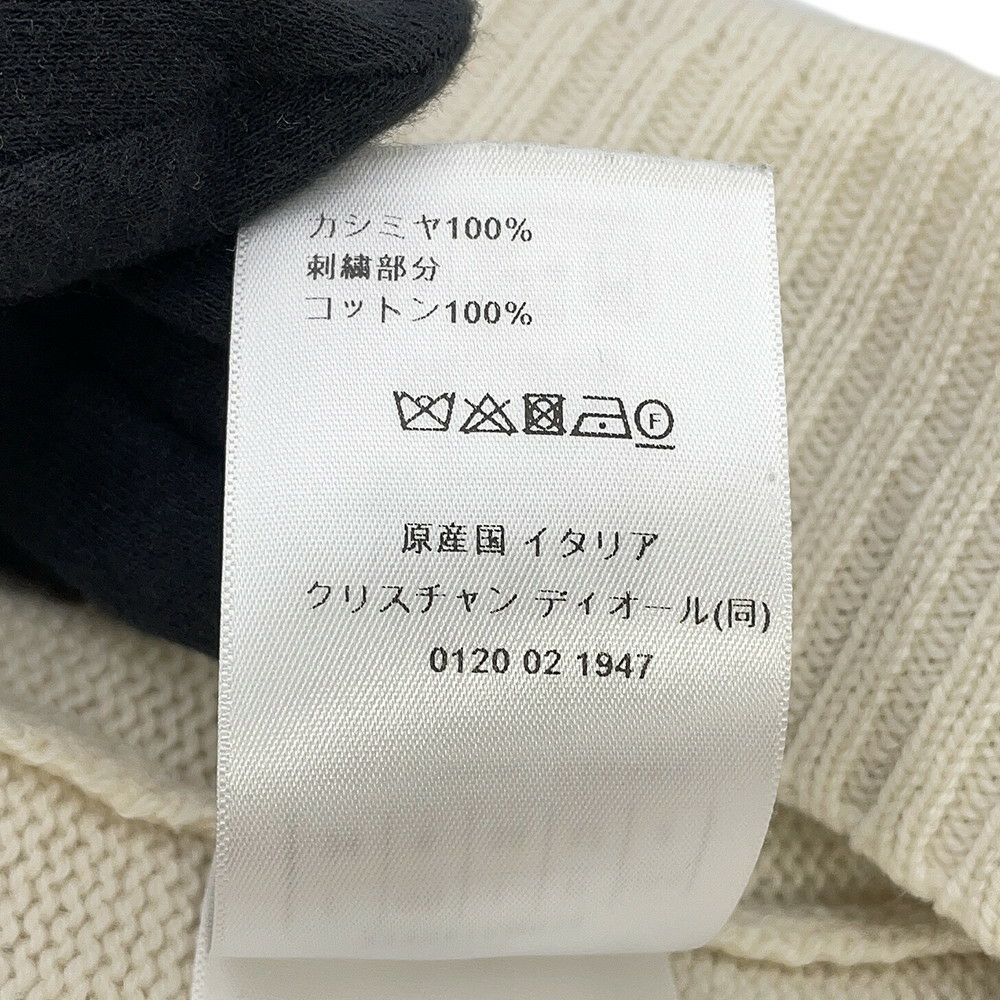 カシミヤ100%
刺繍部分
コットン100%
F
原産国 イタリア
クリスチャン ディオール(同)
0120 02 1947